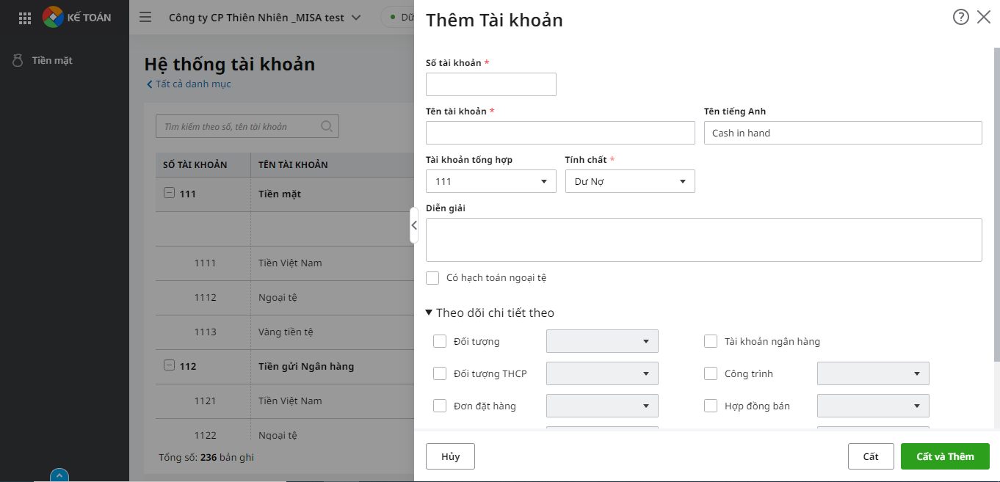 KẾ TOÁN
Tiền mặt
Công ty CP Thiên Nhiên _MISA test
Hệ thống tài khoản
Tất cả danh mục
Tìm kiếm theo số, tên tài khoản
SỐ TÀI KHOẢN TÊN TÀI KHOẢN
111 Tiền mặt
1111 Tiền Việt Nam
1112 Ngoại tệ
1113 Vàng tiền tệ
112 Tiền gửi Ngân hàng
1121 Tiền Việt Nam
1122 Ngoại tệ
Tổng số: 236 bản ghi
Thêm Tài khoản
Số tài khoản *
Tên tài khoản * Tên tiếng Anh
Cash in hand
Tài khoản tổng hợp Tính chất *
111 Dư Nợ
Diễn giải
Có hạch toán ngoại tệ
Theo dõi chi tiết theo
Đối tượng Tài khoản ngân hàng
Đối tượng THCP Công trình
Đơn đặt hàng Hợp đồng bán
Hủy Cất Cất và Thêm